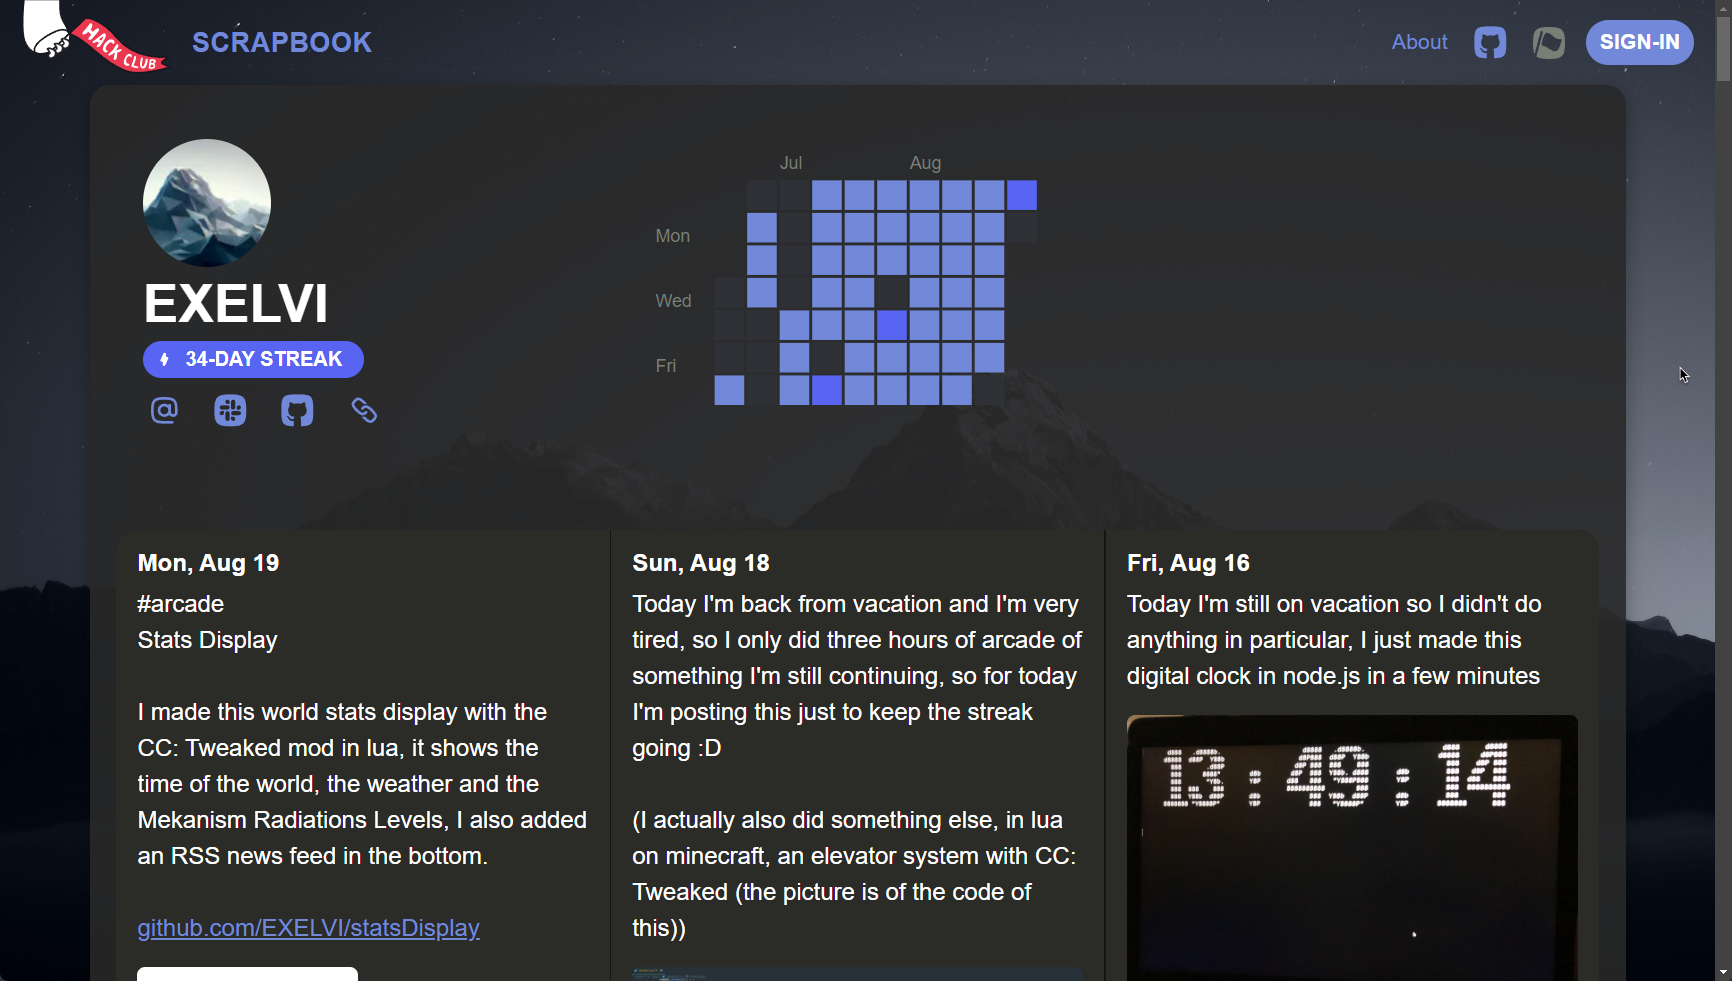 HACK CLUB
SCRAPBOOK
About
SIGN-IN
EXELVI
34-DAY STREAK
Jul
Aug
Mon
Wed
Fri
Mon, Aug 19
#arcade
Stats Display
I made this world stats display with the
CC: Tweaked mod in lua, it shows the
time of the world, the weather and the
Mekanism Radiations Levels, I also added
an RSS news feed in the bottom.
github.com/EXELVI/statsDisplay
Sun, Aug 18
Today I'm back from vacation and I'm very
tired, so I only did three hours of arcade of
something I'm still continuing, so for today
I'm posting this just to keep the streak
going :D
(I actually also did something else, in lua
on minecraft, an elevator system with CC:
Tweaked (the picture is of the code of
this))
Fri, Aug 16
Today I'm still on vacation so I didn't do
anything in particular, I just made this
digital clock in node.js in a few minutes
13:49:14